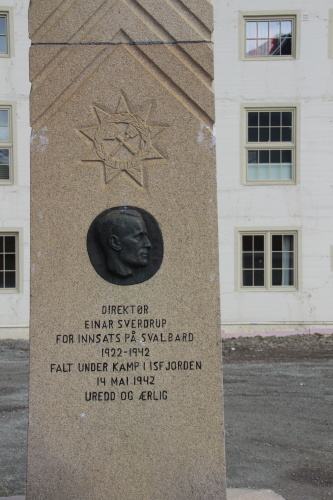 DIREKTØR
EINAR SVERDRUP
FOR INNSATS PÅ SVALBARD
1922-1942
FALT UNDER KAMP I ISFJORDEN
14 MAI 1942
UREDD OG ÆRLIG